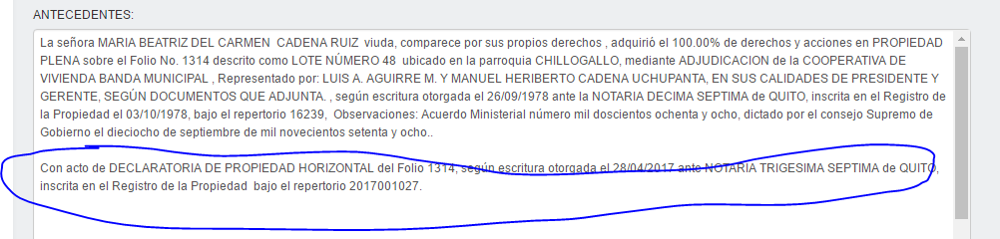 ANTECEDENTES:
La señora MARIA BEATRIZ DEL CARMEN  CADENA RUIZ  viuda, comparece por sus propios derechos , adquirió el 100.00% de derechos y acciones en PROPIEDAD
PLENA sobre el Folio No. 1314 descrito como LOTE NÚMERO 48  ubicado en la parroquia CHILLOGALLO, mediante ADJUDICACION de la COOPERATIVA DE
VIVIENDA BANDA MUNICIPAL , Representado por: LUIS A. AGUIRRE M. Y MANUEL HERIBERTO CADENA UCHUPANTA, EN SUS CALIDADES DE PRESIDENTE Y
GERENTE, SEGÚN DOCUMENTOS QUE ADJUNTA. , según escritura otorgada el 26/09/1978 ante la NOTARIA DECIMA SEPTIMA de QUITO, inscrita en el Registro de
la Propiedad el 03/10/1978, bajo el repertorio 16239,  Observaciones: Acuerdo Ministerial número mil doscientos ochenta y ocho, dictado por el consejo Supremo de
Gobierno el dieciocho de septiembre de mil novecientos setenta y ocho..
Con acto de DECLARATORIA DE PROPIEDAD HORIZONTAL del Folio 1314, según escritura otorgada el 28/04/2017 ante NOTARIA TRIGESIMA SEPTIMA de QUITO,
inscrita en el Registro de la Propiedad  bajo el repertorio 2017001027.